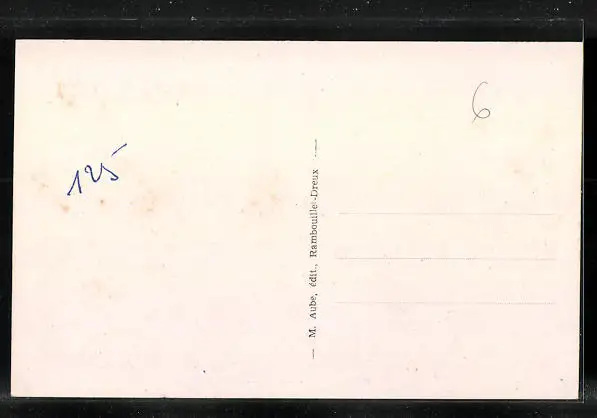 125
6
— M. Aube, édit., Rambouillet-Dreux —